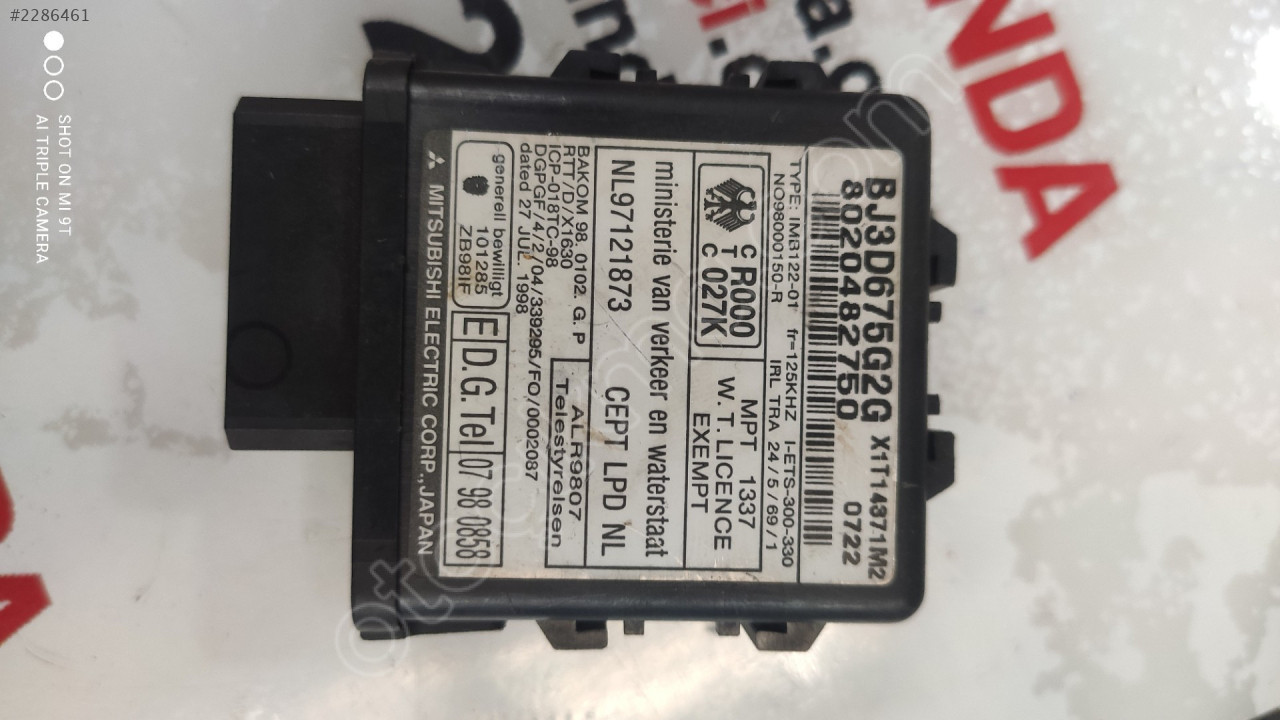 #2286461
SHOT ON MI 9T
AI TRIPLE CAMERA
BJ3D675G2G X1T14371M2
8020482750 0722
TYPE: IMB122-01 fr=125KHZ I-ETS-300-330
NO98000150-R IRL TRA 24/5/69/1
C R000
T
C 027K
MPT 1337
W.T.LICENCE
EXEMPT
ministerie van verkeer en waterstaat
NL97121873 CEPT LPD NL
BAKOM 98. 0102. G. P
RTT/D/X1630
ICP-018TC-98
DGPGF/4/2/04/339295/FO/0002087
dated 27 JUL. 1998
ALR9807
Telestyrelsen
generell bewilligt
101285
ZB98IF
E D.G.Tel 07 98 0858
MITSUBISHI ELECTRIC CORP.,JAPAN